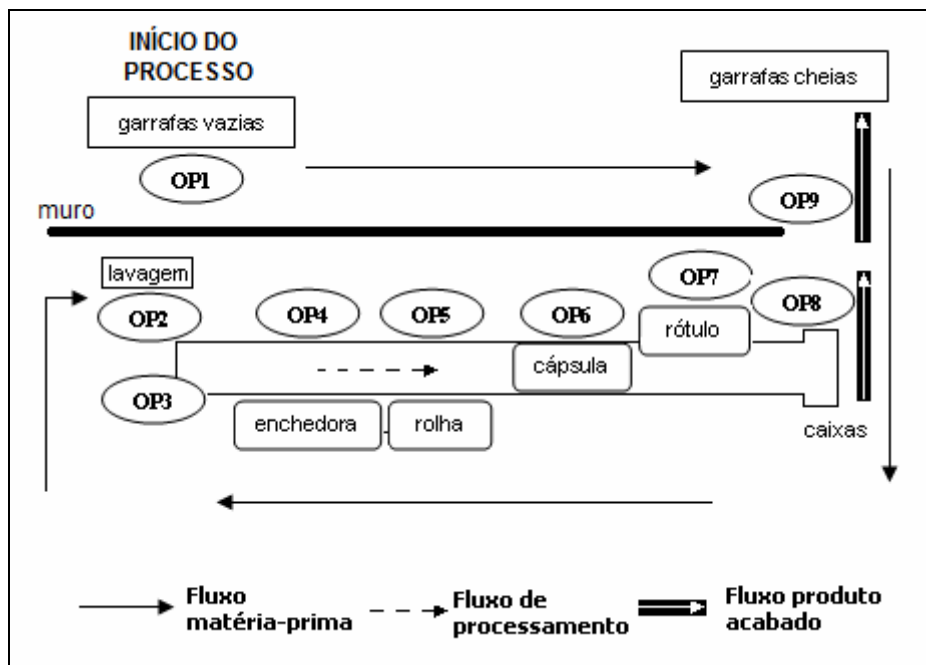 INÍCIO DO
PROCESSO
garrafas vazias
garrafas cheias
OP1
OP9
muro
lavagem
OP2
OP4
OP5
OP6
OP7
OP8
rótulo
cápsula
OP3
enchedora
rolha
caixas
Fluxo
matéria-prima
Fluxo de
processamento
Fluxo produto
acabado